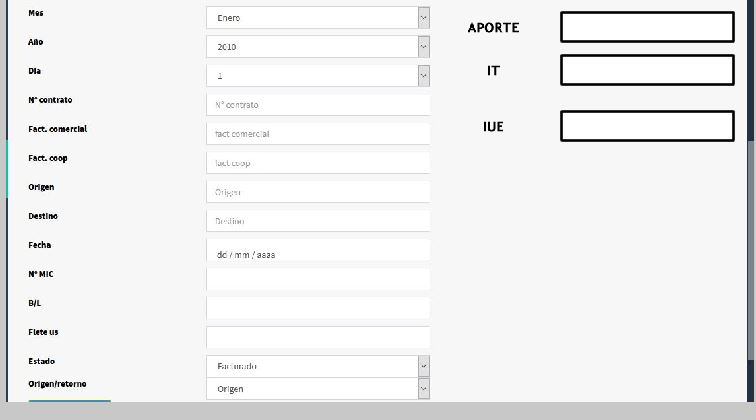 Mes Enero
Año 2010
Dia 1
N° contrato N° contrato
Fact. comercial fact comercial
Fact. coop fact coop
Origen Origen
Destino Destino
Fecha dd / mm / aaaa
N° MIC
B/L
Flete us
Estado Facturado
Origen/retorno Origen
APORTE
IT
IUE